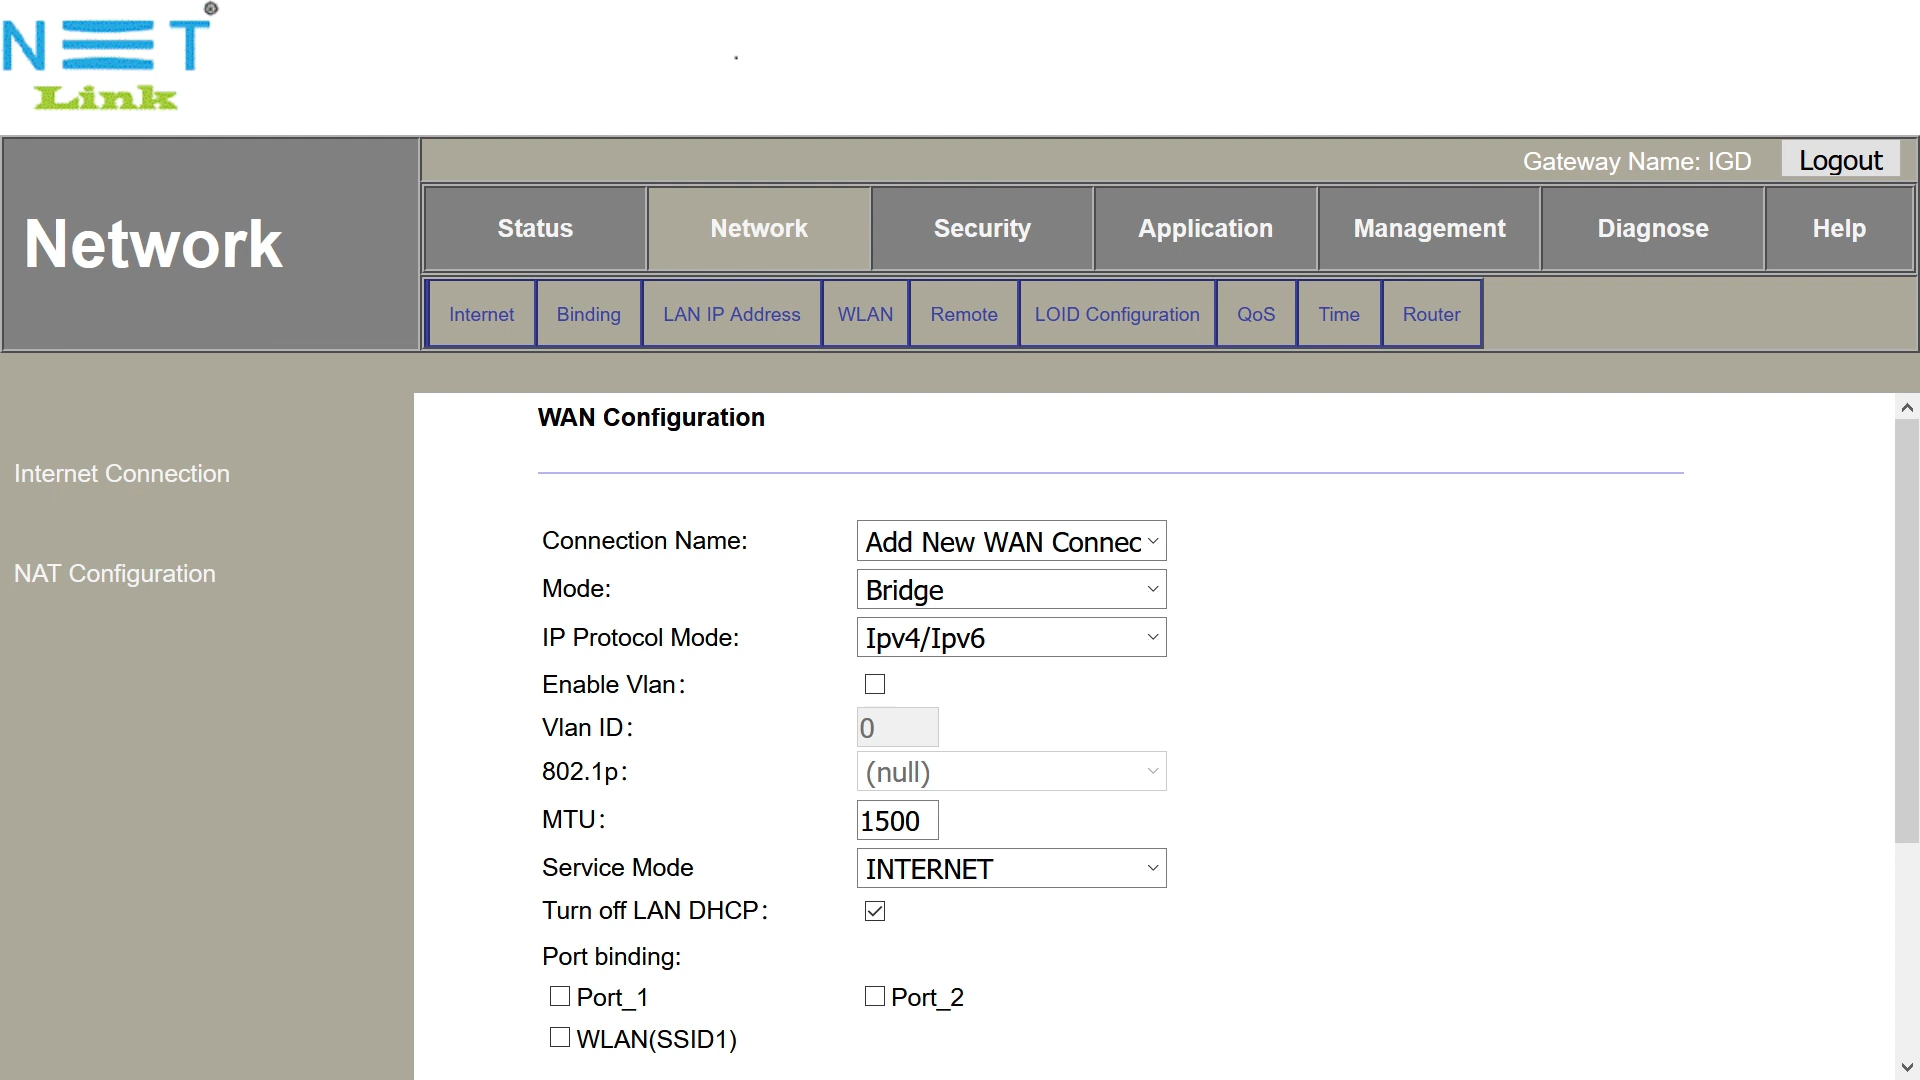 NET
Link
Gateway Name: IGD
Logout
Network
Status
Network
Security
Application
Management
Diagnose
Help
Internet
Binding
LAN IP Address
WLAN
Remote
LOID Configuration
QoS
Time
Router
Internet Connection
NAT Configuration
WAN Configuration
Connection Name: Add New WAN Connec
Mode: Bridge
IP Protocol Mode: Ipv4/Ipv6
Enable Vlan:
Vlan ID: 0
802.1p: (null)
MTU: 1500
Service Mode INTERNET
Turn off LAN DHCP:
Port binding:
Port_1 Port_2
WLAN(SSID1)